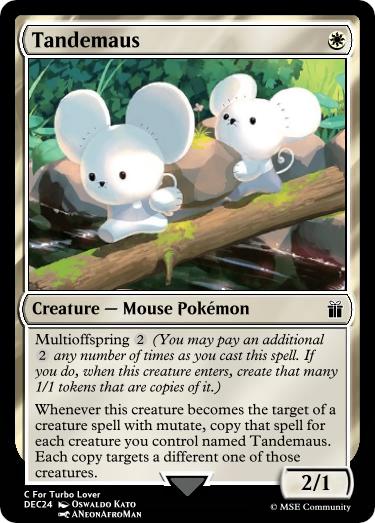 Tandemaus
Creature — Mouse Pokémon
Multioffspring 2 (You may pay an additional
2 any number of times as you cast this spell. If
you do, when this creature enters, create that many
1/1 tokens that are copies of it.)
Whenever this creature becomes the target of a
creature spell with mutate, copy that spell for
each creature you control named Tandemaus.
Each copy targets a different one of those
creatures.
2/1
C For Turbo Lover
DEC24 Oswaldo Kato
ANeonAfroMan
© MSE Community